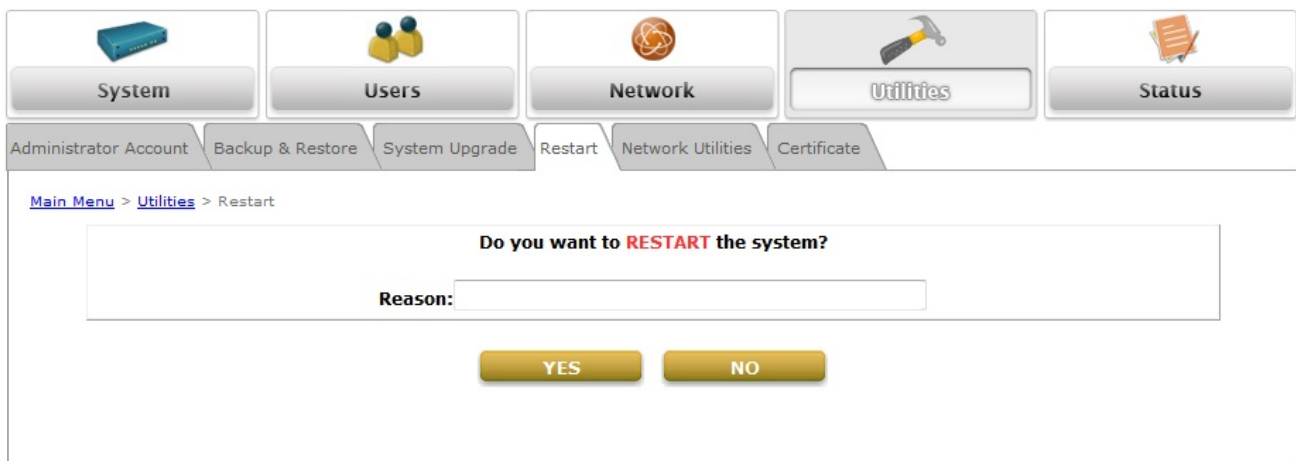 System Users Network Utilities Status
Administrator Account Backup & Restore System Upgrade Restart Network Utilities Certificate
Main Menu > Utilities > Restart
Do you want to RESTART the system?
Reason:
YES NO